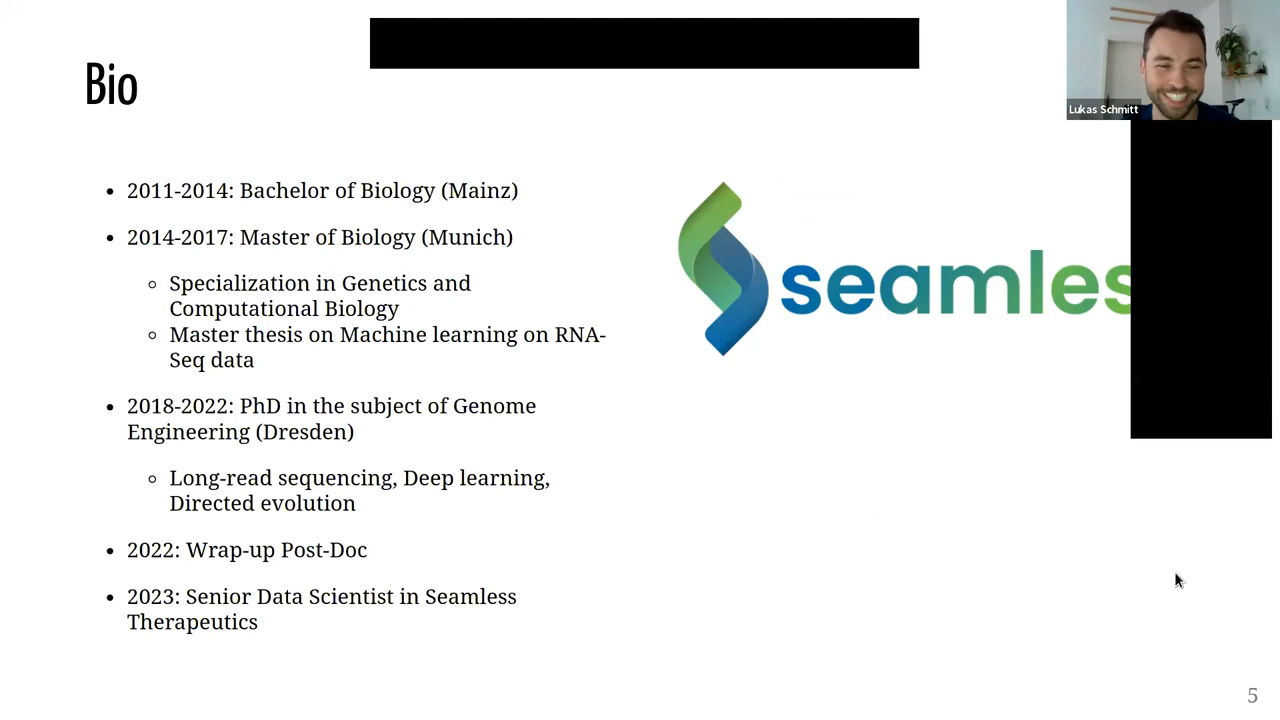 Bio
Lukas Schmitt
2011-2014: Bachelor of Biology (Mainz)
2014-2017: Master of Biology (Munich)
Specialization in Genetics and
Computational Biology
Master thesis on Machine learning on RNA-
Seq data
2018-2022: PhD in the subject of Genome
Engineering (Dresden)
Long-read sequencing, Deep learning,
Directed evolution
2022: Wrap-up Post-Doc
2023: Senior Data Scientist in Seamless
Therapeutics
seamles
5